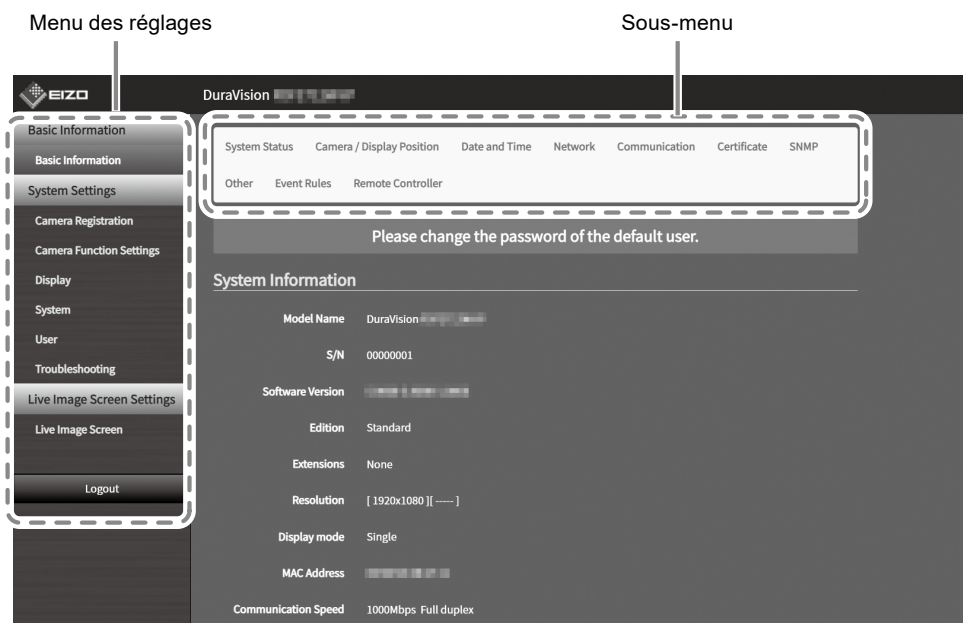 Menu des réglages
Sous-menu
EIZO
DuraVision
Basic Information
Basic Information
System Settings
Camera Registration
Camera Function Settings
Display
System
User
Troubleshooting
Live Image Screen Settings
Live Image Screen
Logout
System Status Camera / Display Position Date and Time Network Communication Certificate SNMP
Other Event Rules Remote Controller
Please change the password of the default user.
System Information
Model Name DuraVision
S/N 00000001
Software Version
Edition Standard
Extensions None
Resolution [ 1920x1080 ][ ----- ]
Display mode Single
MAC Address
Communication Speed 1000Mbps Full duplex